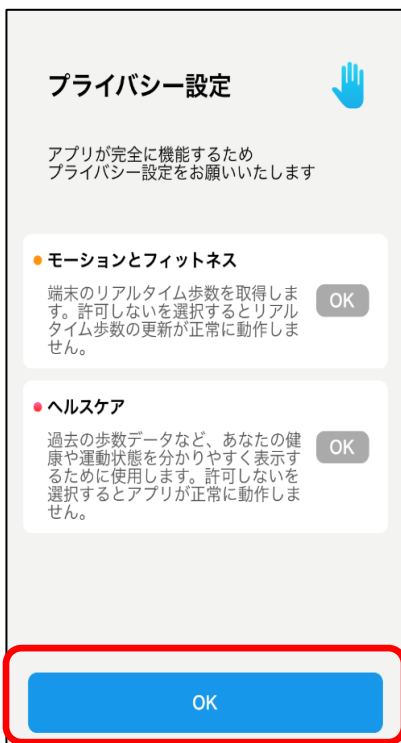 プライバシー設定
アプリが完全に機能するため
プライバシー設定をお願いいたします
モーションとフィットネス
端末のリアルタイム歩数を取得しま
す。許可しないを選択するとリアル
タイム歩数の更新が正常に動作しま
せん。
OK
ヘルスケア
過去の歩数データなど、あなたの健
康や運動状態を分かりやすく表示す
るために使用します。許可しないを
選択するとアプリが正常に動作しま
せん。
OK
OK